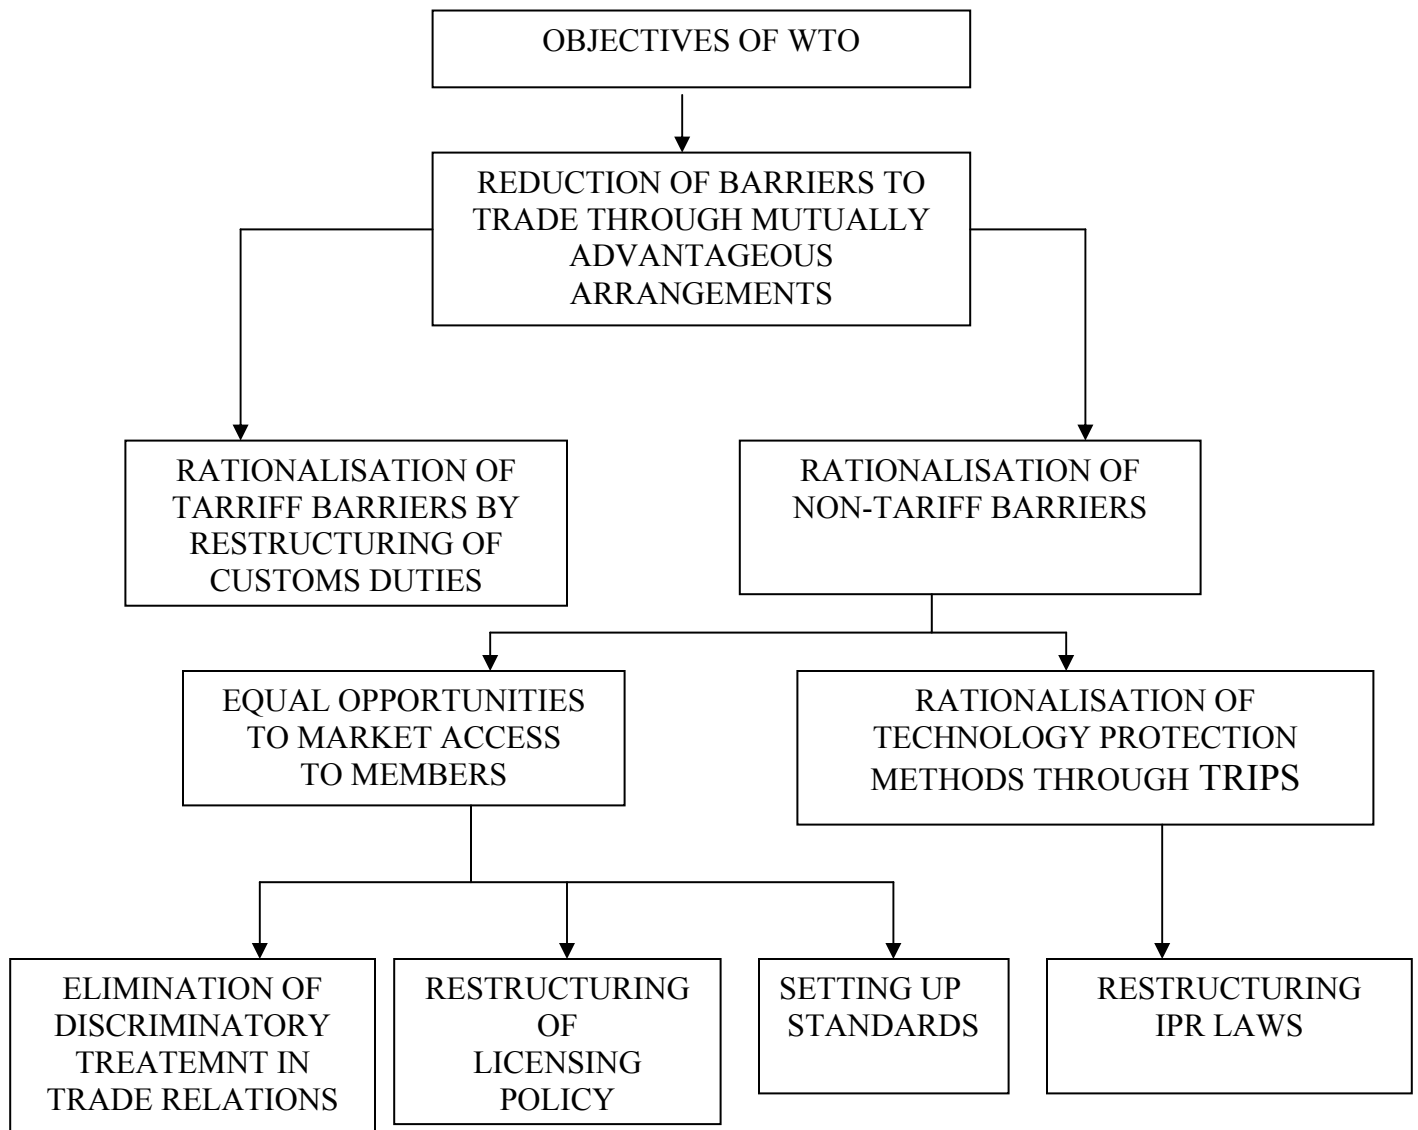 OBJECTIVES OF WTO
REDUCTION OF BARRIERS TO
TRADE THROUGH MUTUALLY
ADVANTAGEOUS
ARRANGEMENTS
RATIONALISATION OF
TARRIFF BARRIERS BY
RESTRUCTURING OF
CUSTOMS DUTIES
RATIONALISATION OF
NON-TARIFF BARRIERS
EQUAL OPPORTUNITIES
TO MARKET ACCESS
TO MEMBERS
RATIONALISATION OF
TECHNOLOGY PROTECTION
METHODS THROUGH TRIPS
ELIMINATION OF
DISCRIMINATORY
TREATEMNT IN
TRADE RELATIONS
RESTRUCTURING
OF
LICENSING
POLICY
SETTING UP
STANDARDS
RESTRUCTURING
IPR LAWS